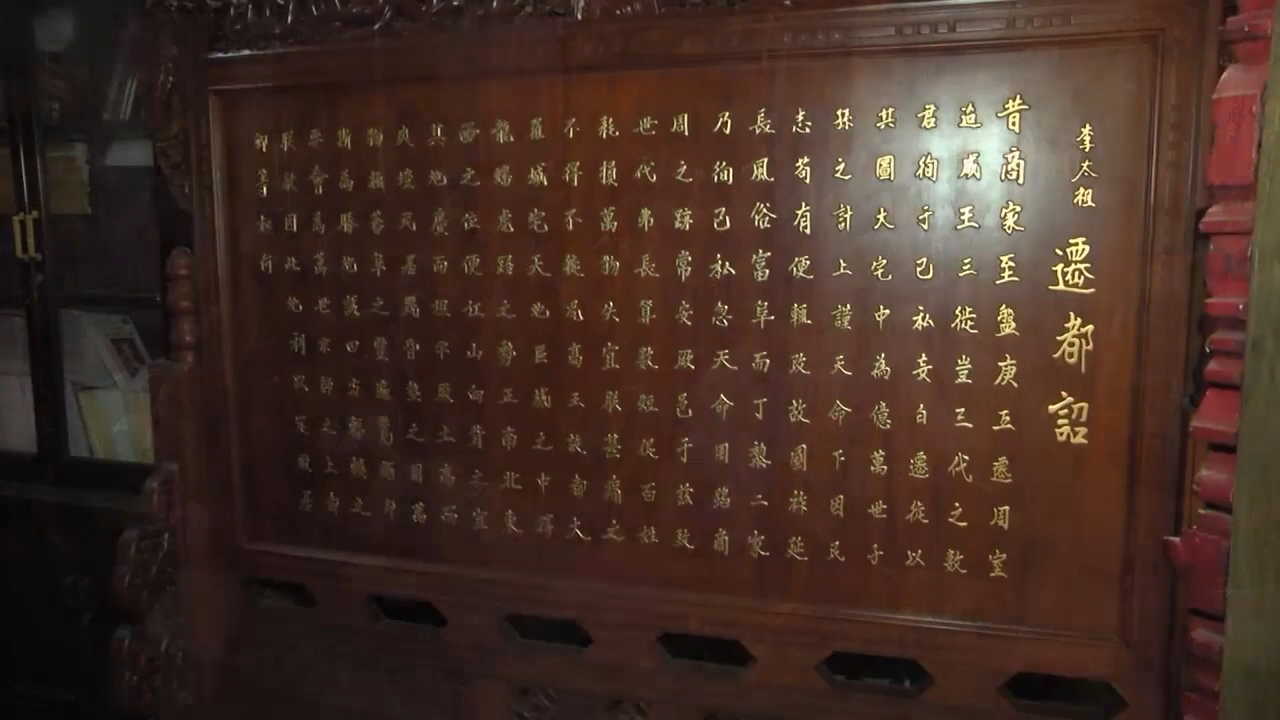 李太祖 遷都詔
昔商家至盤庚五遷周室
迨成王三徙豈三代之数
君徇于己私妄自遷徙以
其圖大宅中為億萬世子
孫之計上謹天命下因民
志苟有便輒改故國祚延
長風俗富阜而丁黎二家
乃徇己私忽天命罔蹈商
周之跡常安厥邑于茲致
世代弗長算数短促百姓
耗損萬物失宜朕甚痛之
不得不徙況高王故都大
羅城宅天地區域之中得
龍蟠虎踞之勢正南北東
西之位便江山向背之宜
其地廣而坦平厥土高而
爽塏民居蔑昏墊之困萬
物極蕃阜之豐遍覽越邦
斯為勝地誠四方輻輳之
要會為萬世京師之上都
朕欲因此地利以定厥居
卿等如何